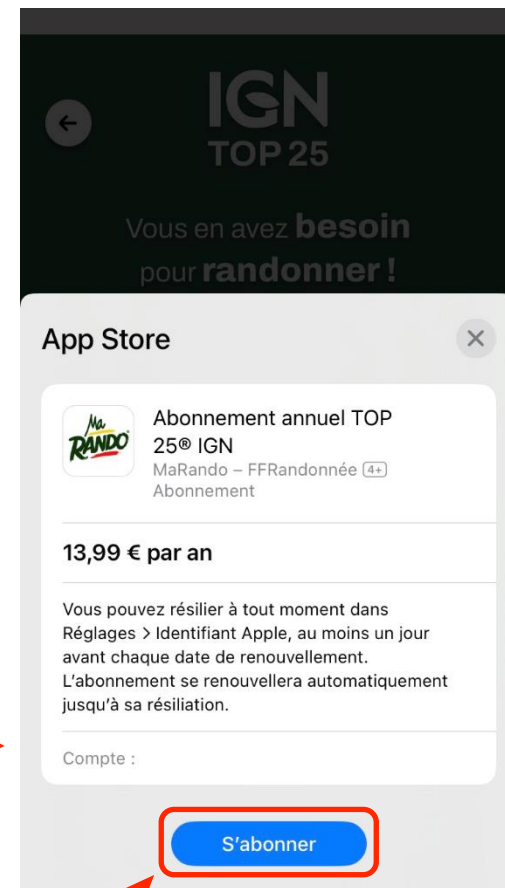 IGN
TOP 25
Vous en avez besoin
pour randonner !
App Store
Ma
RANDO
Abonnement annuel TOP
25® IGN
MaRando – FFRandonnée 4+
Abonnement
13,99 € par an
Vous pouvez résilier à tout moment dans
Réglages > Identifiant Apple, au moins un jour
avant chaque date de renouvellement.
L’abonnement se renouvellera automatiquement
jusqu’à sa résiliation.
Compte :
S’abonner